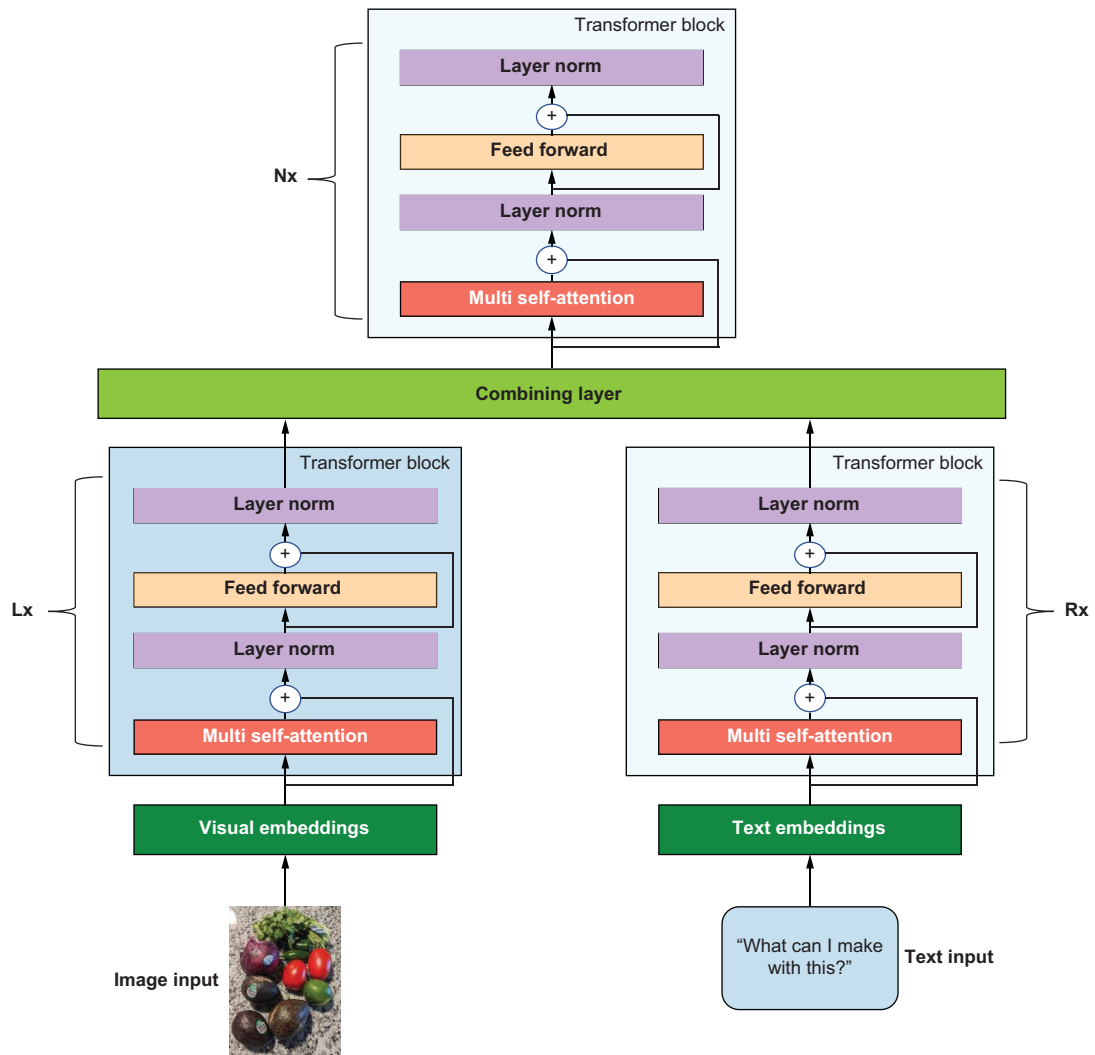 Transformer block
Layer norm
+
Feed forward
Nx
Layer norm
+
Multi self-attention
Combining layer
Transformer block
Layer norm
+
Feed forward
Lx
Layer norm
+
Multi self-attention
Visual embeddings
Image input
Transformer block
Layer norm
+
Feed forward
Rx
Layer norm
+
Multi self-attention
Text embeddings
“What can I make
with this?”
Text input